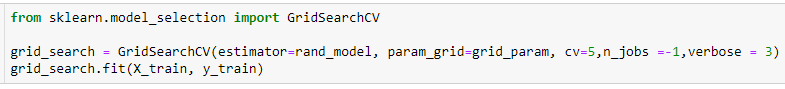 from sklearn.model_selection import GridSearchCV
grid_search = GridSearchCV(estimator=rand_model, param_grid=grid_param, cv=5,n_jobs =-1,verbose = 3)
grid_search.fit(X_train, y_train)